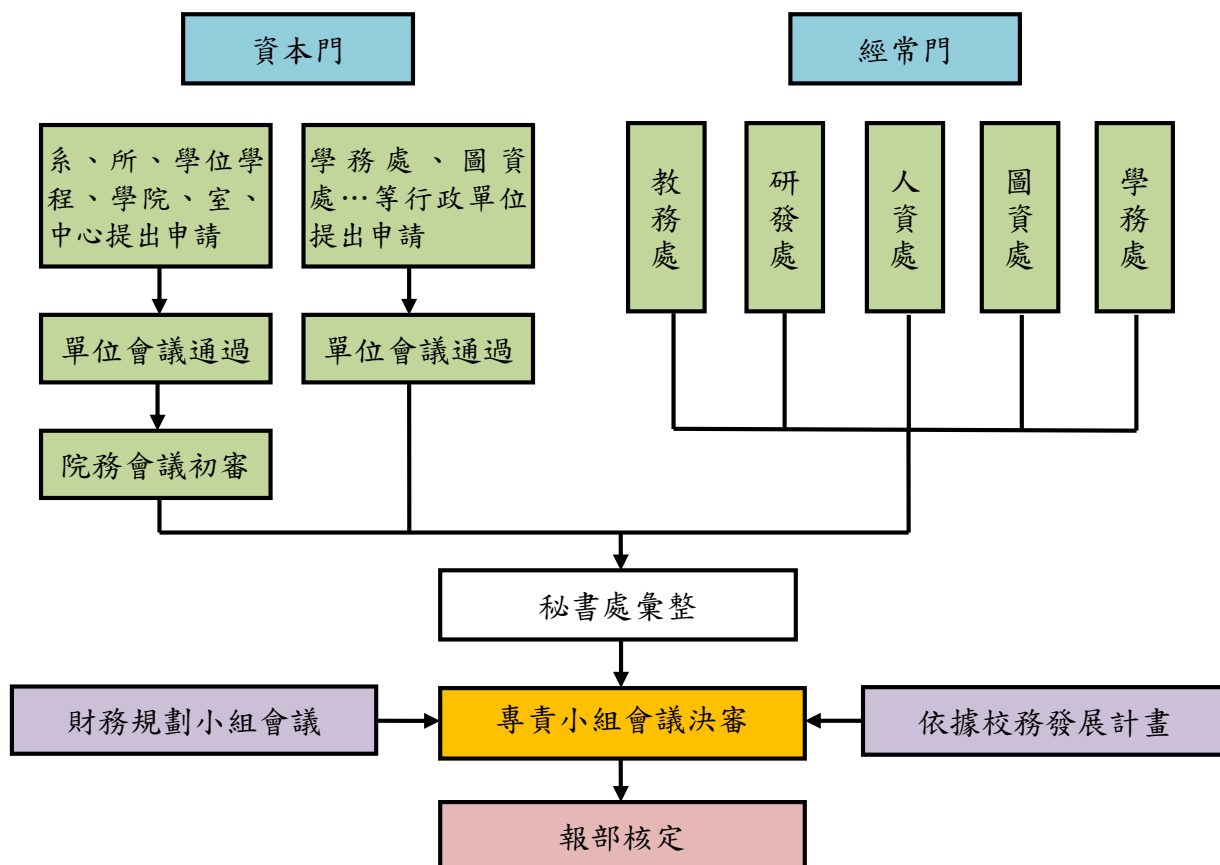 資本門
經常門
系、所、學位學
程、學院、室、
中心提出申請
學務處、圖資
處…等行政單位
提出申請
教務處
研發處
人資處
圖資處
學務處
單位會議通過
單位會議通過
院務會議初審
秘書處彙整
財務規劃小組會議
專責小組會議決審
依據校務發展計畫
報部核定